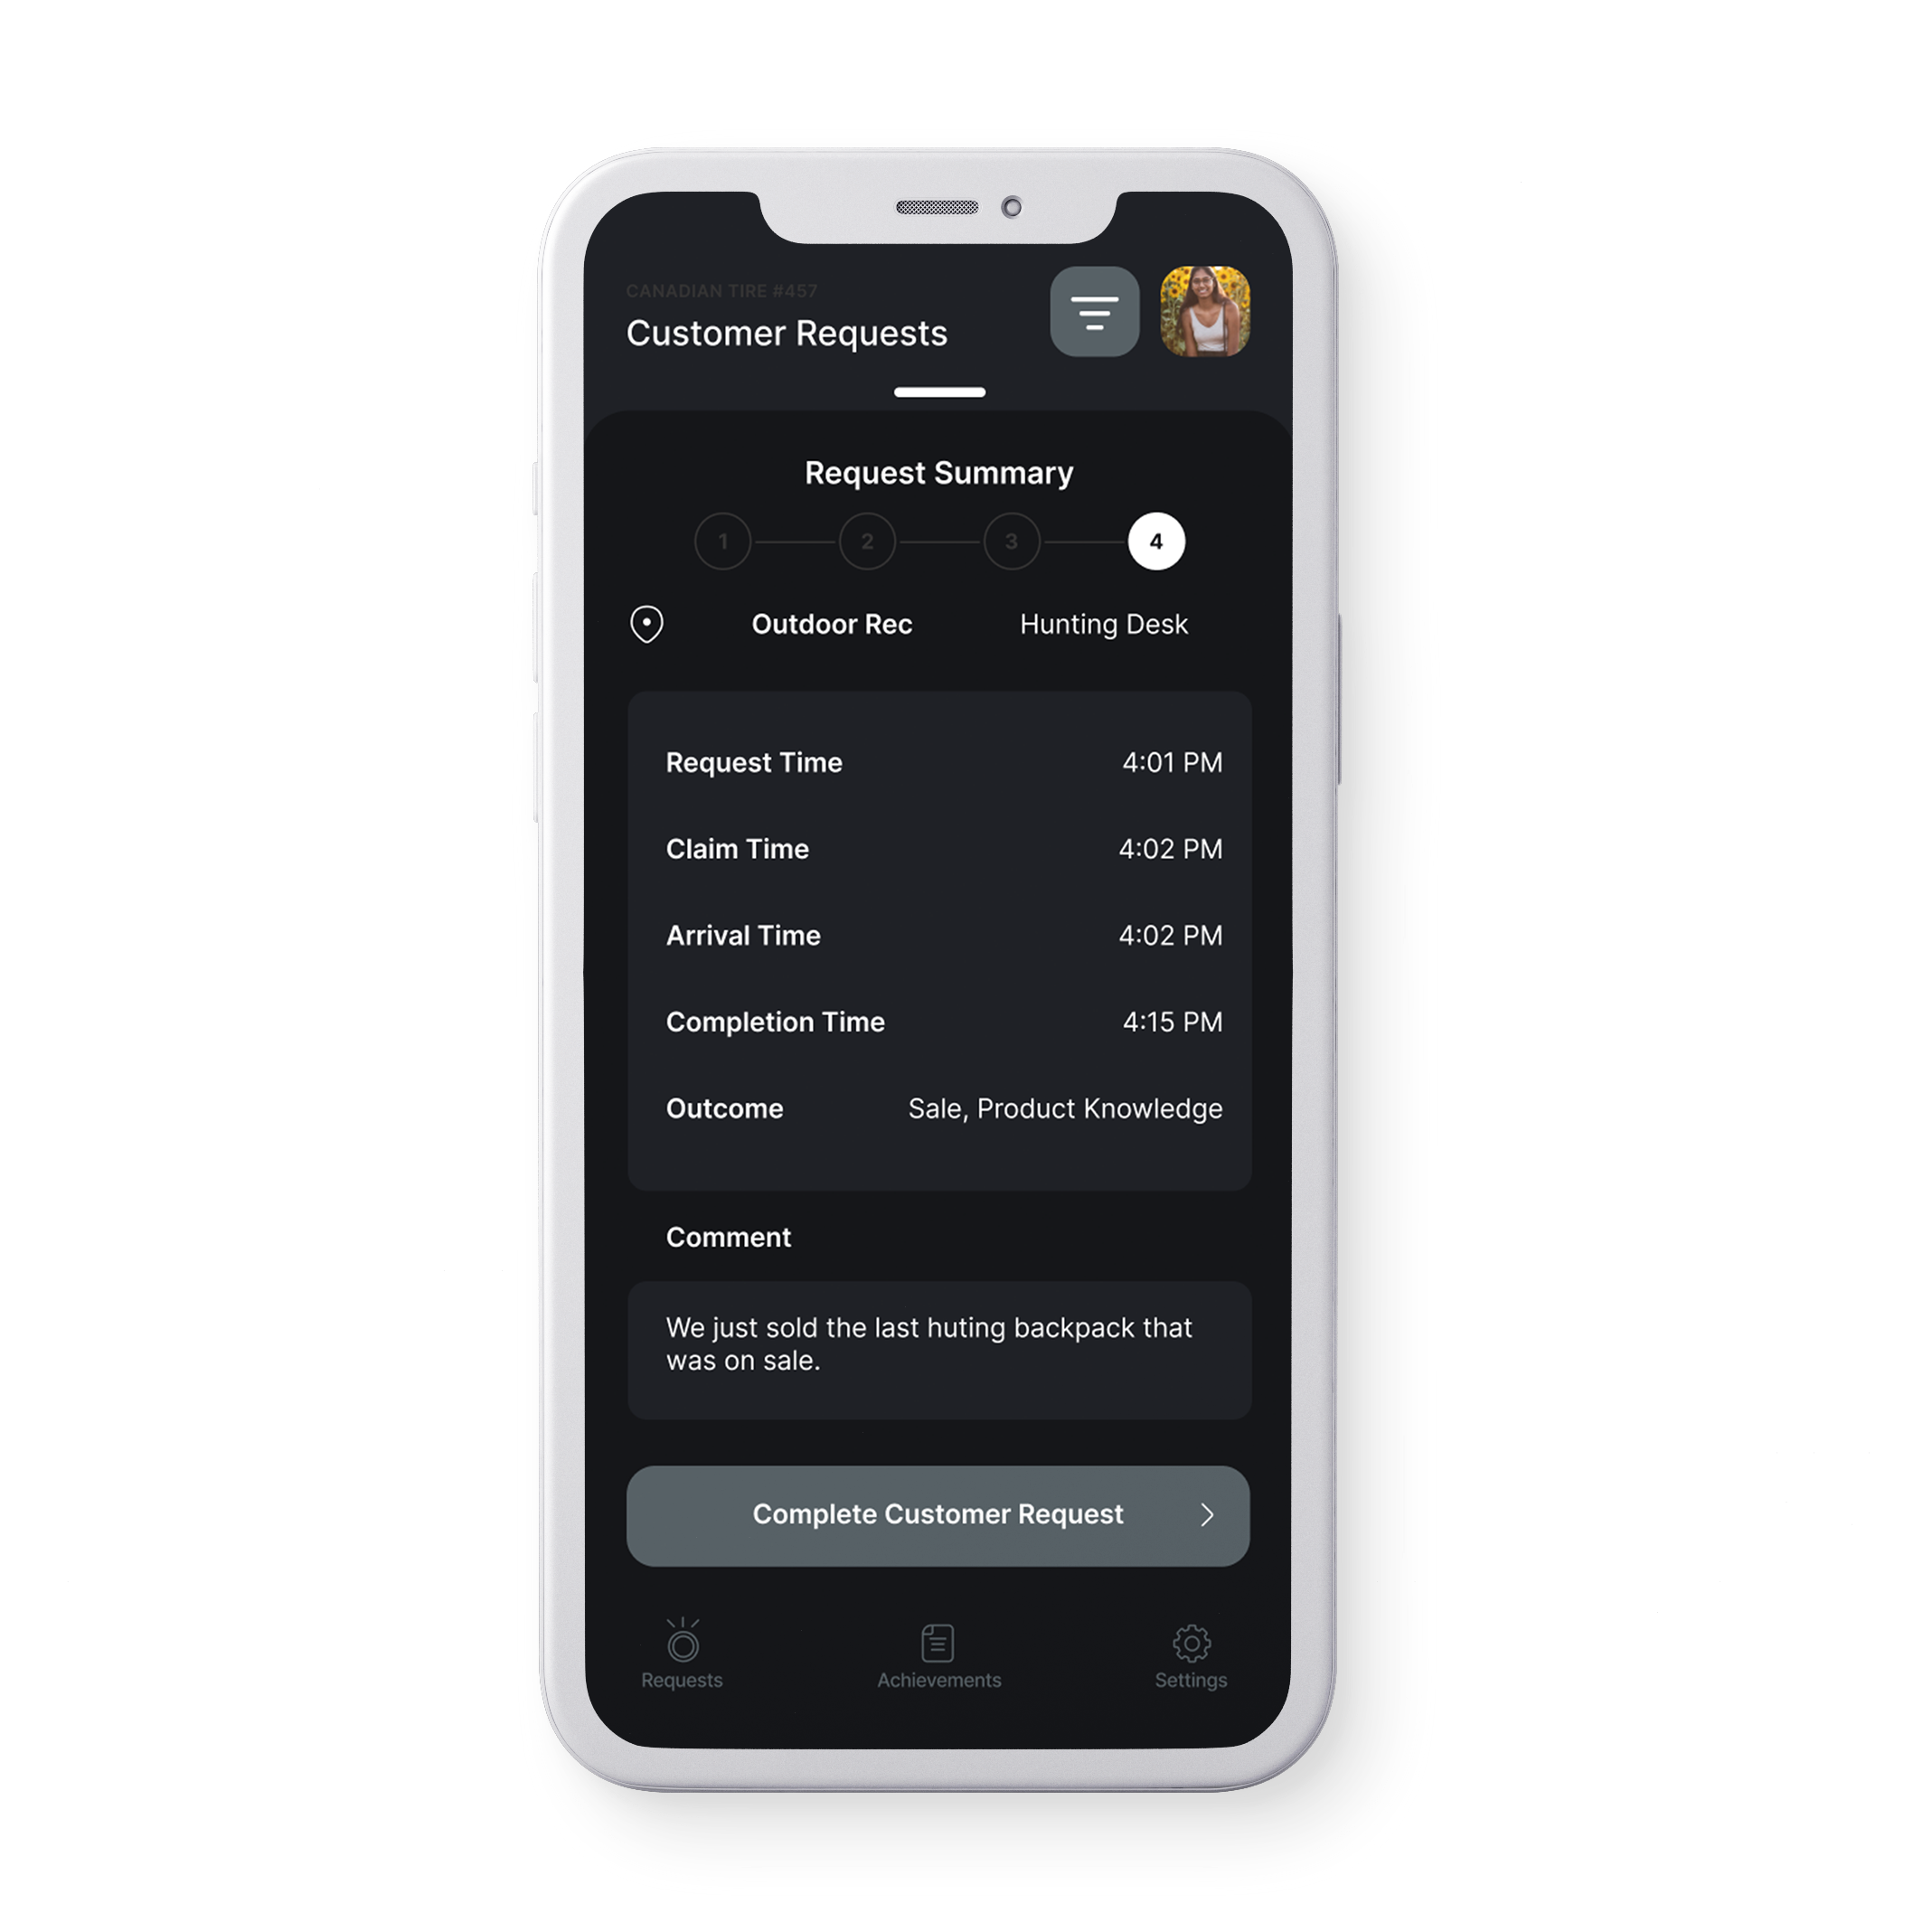 CANADIAN TIRE #457
Customer Requests
Request Summary
1 2 3 4
Outdoor Rec Hunting Desk
Request Time 4:01 PM
Claim Time 4:02 PM
Arrival Time 4:02 PM
Completion Time 4:15 PM
Outcome Sale, Product Knowledge
Comment
We just sold the last huting backpack that
was on sale.
Complete Customer Request
Requests Achievements Settings